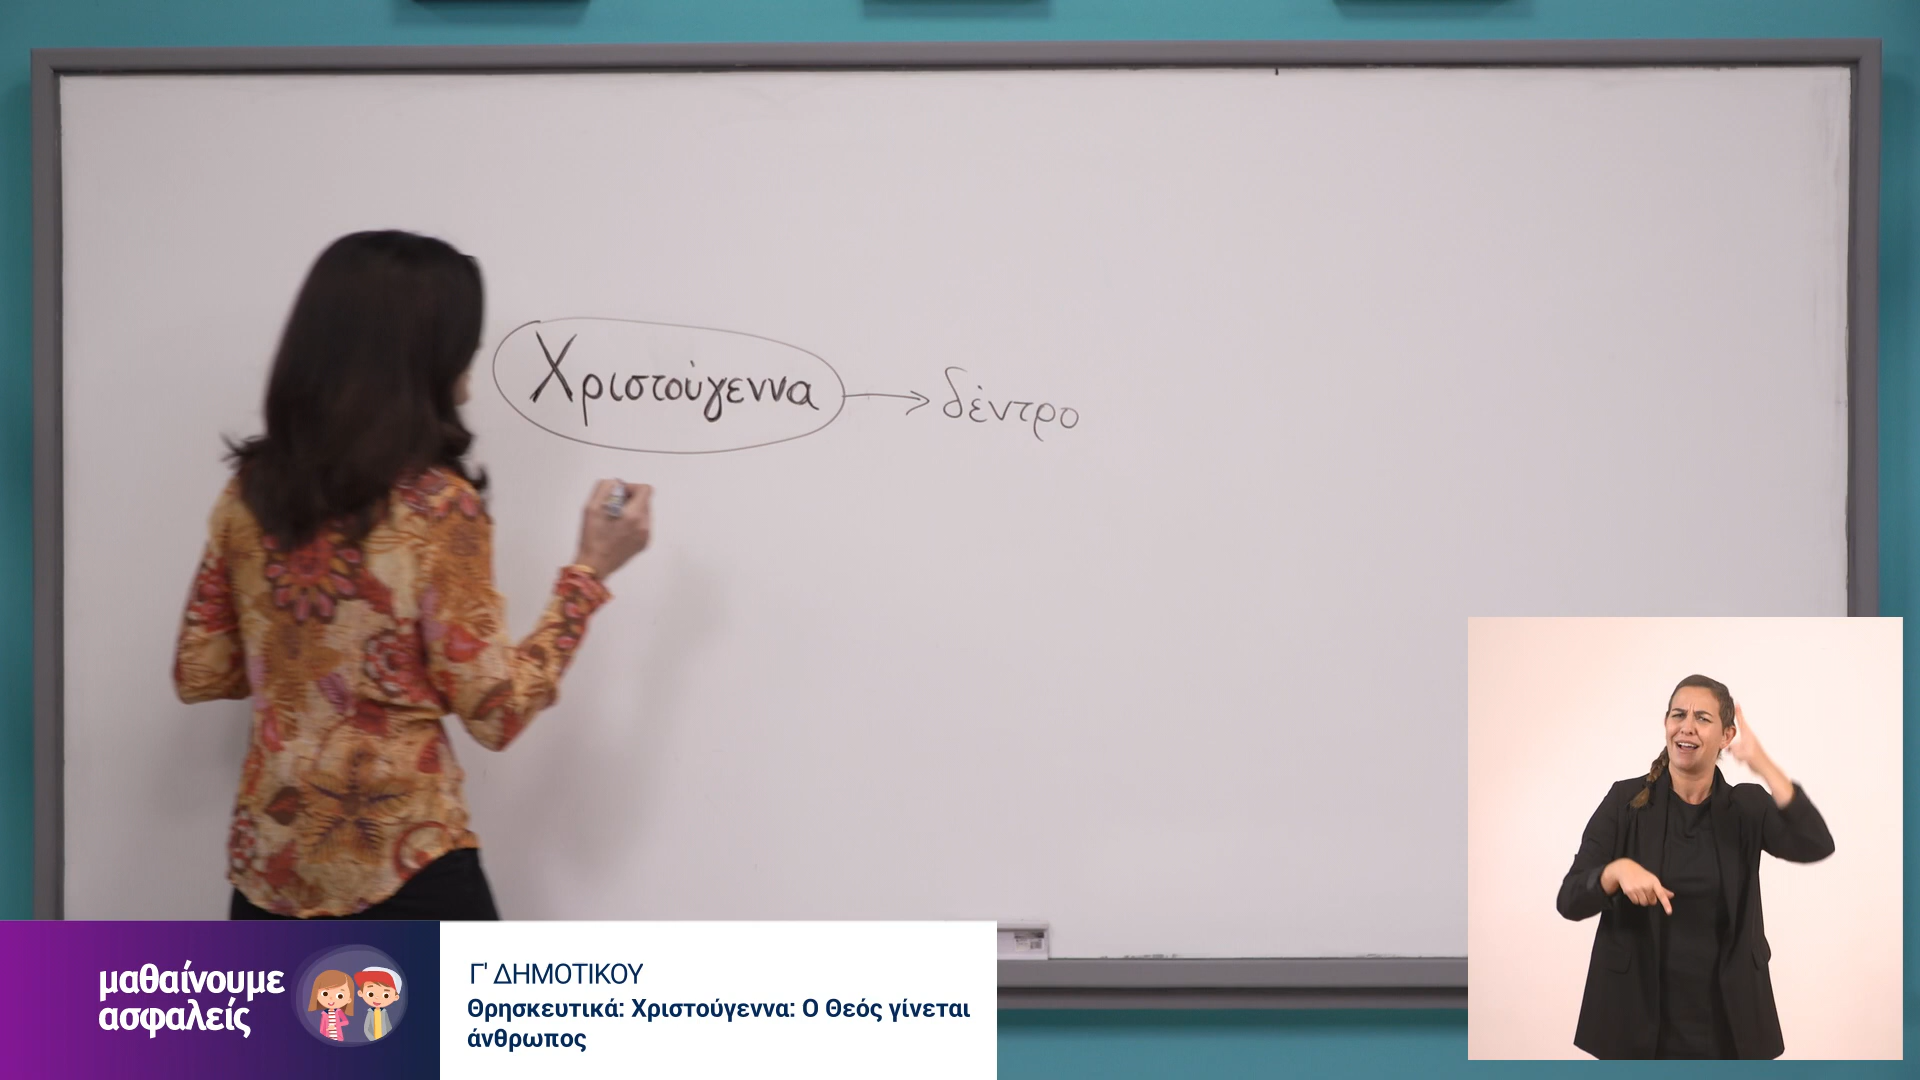 Χριστούγεννα → δέντρο
μαθαίνουμε
ασφαλείς
Γ' ΔΗΜΟΤΙΚΟΥ
Θρησκευτικά: Χριστούγεννα: Ο Θεός γίνεται
άνθρωπος